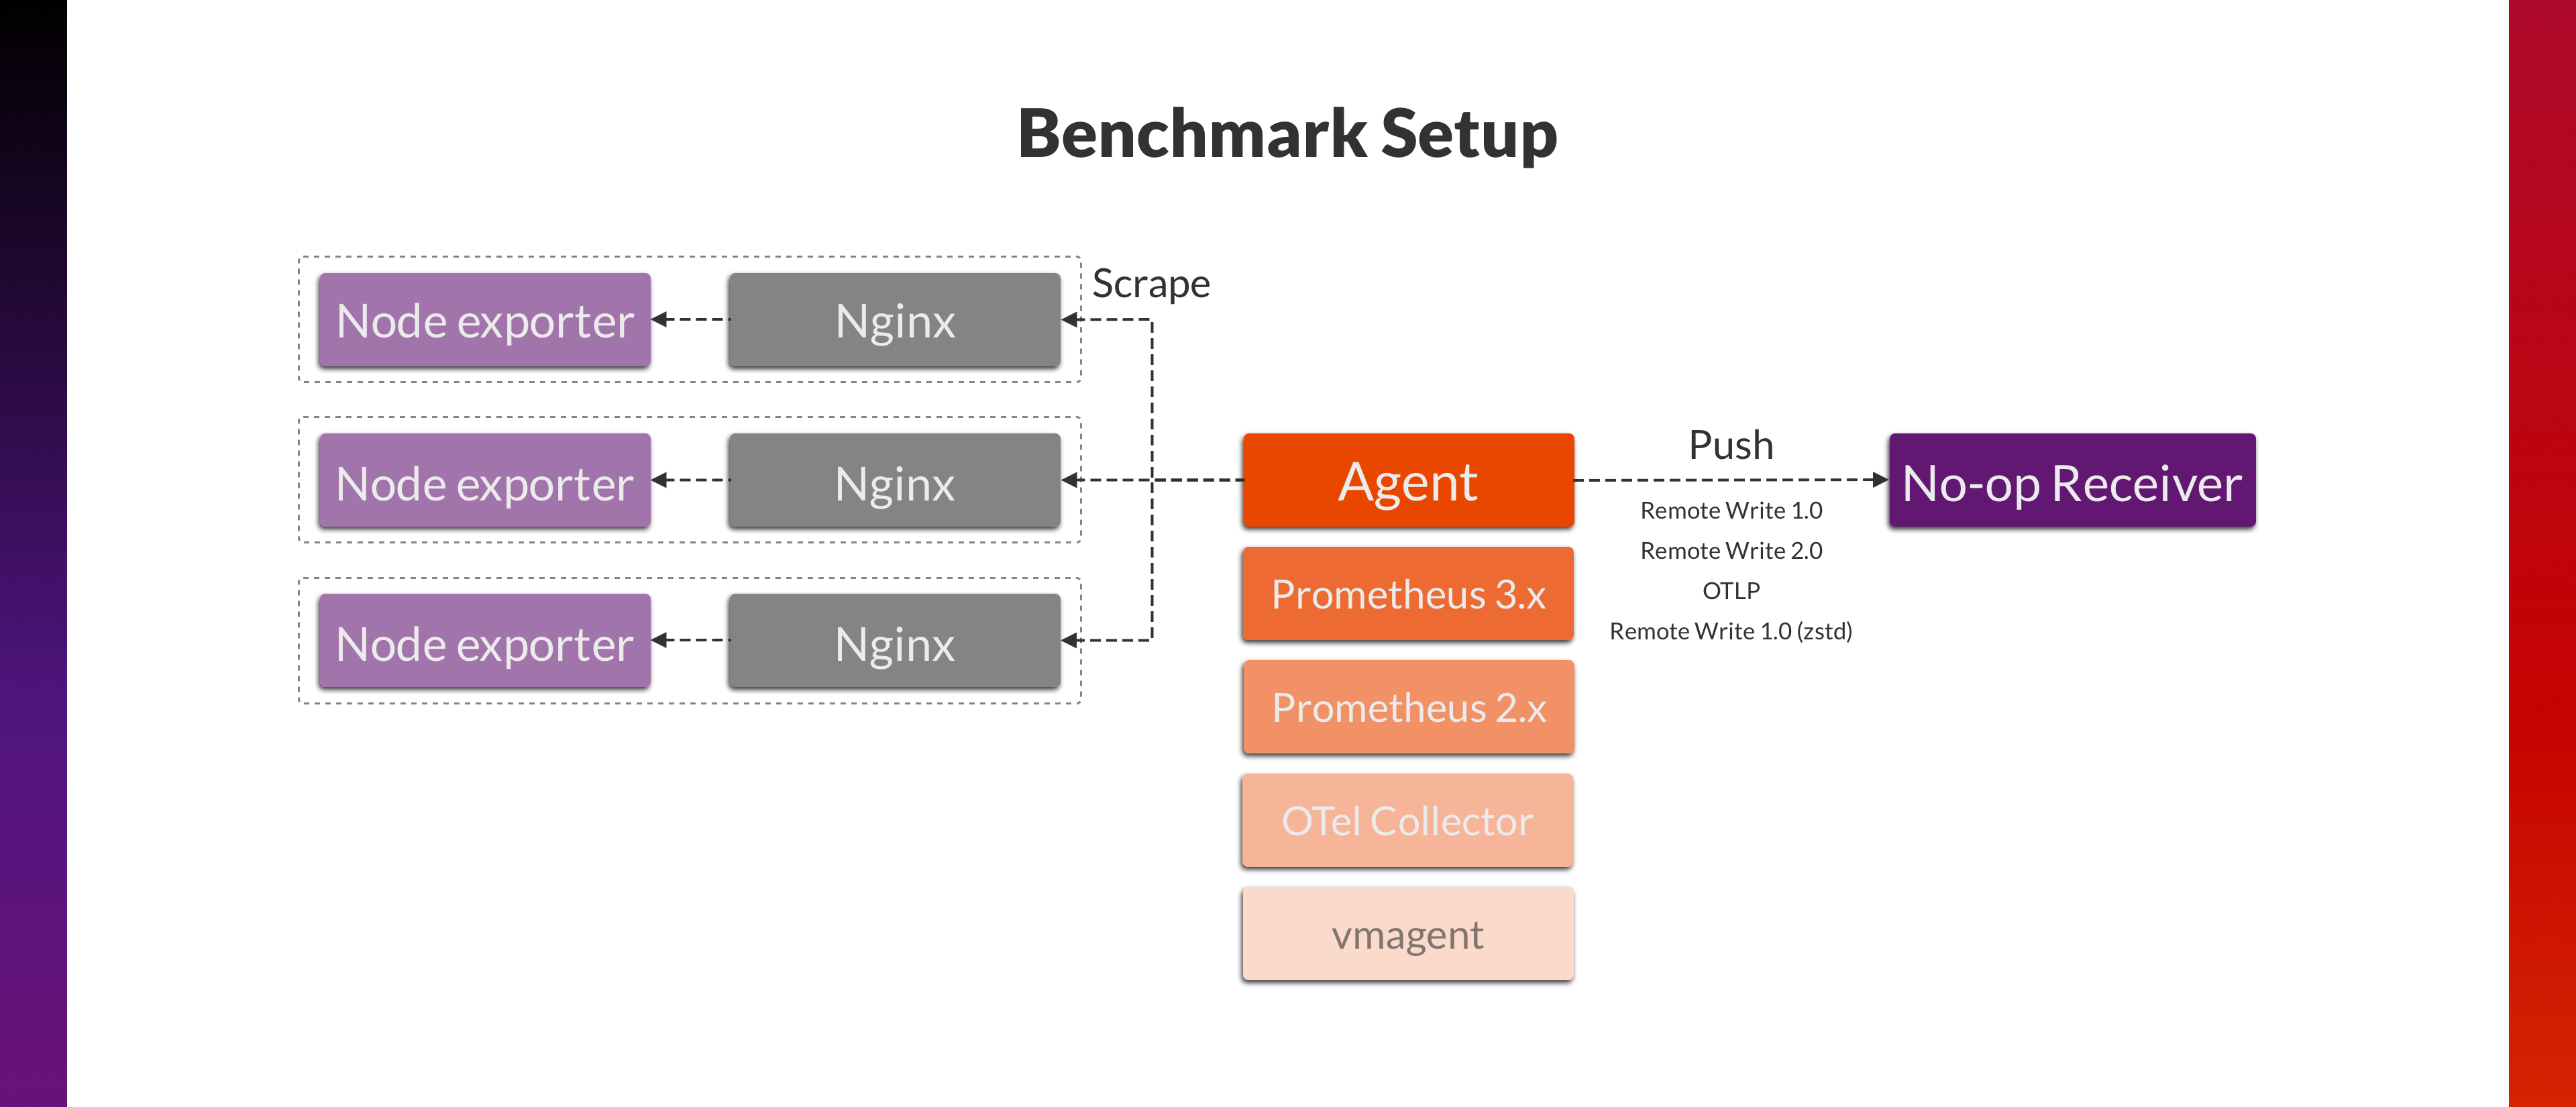 Benchmark Setup
Node exporter
Nginx
Scrape
Node exporter
Nginx
Node exporter
Nginx
Agent
Prometheus 3.x
Prometheus 2.x
OTel Collector
vmagent
Push
Remote Write 1.0
Remote Write 2.0
OTLP
Remote Write 1.0 (zstd)
No-op Receiver